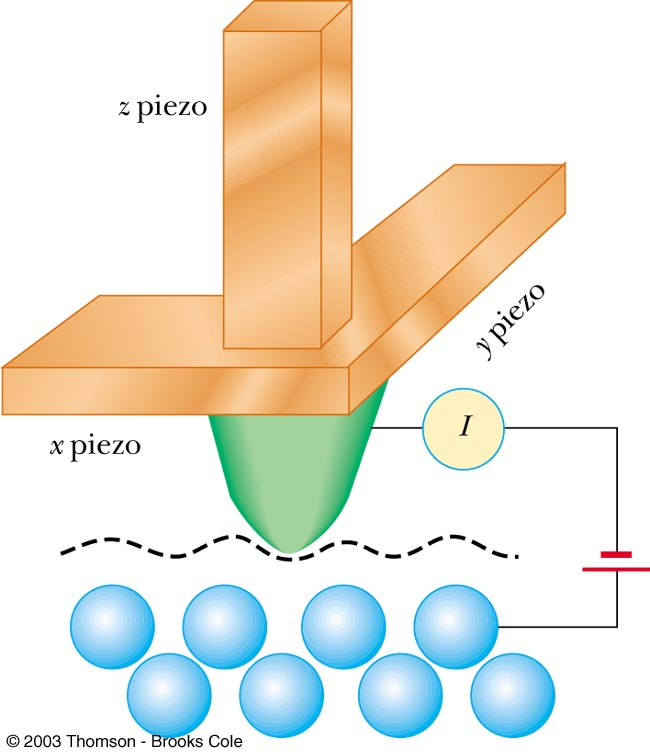 z piezo
y piezo
I
x piezo
© 2003 Thomson - Brooks Cole